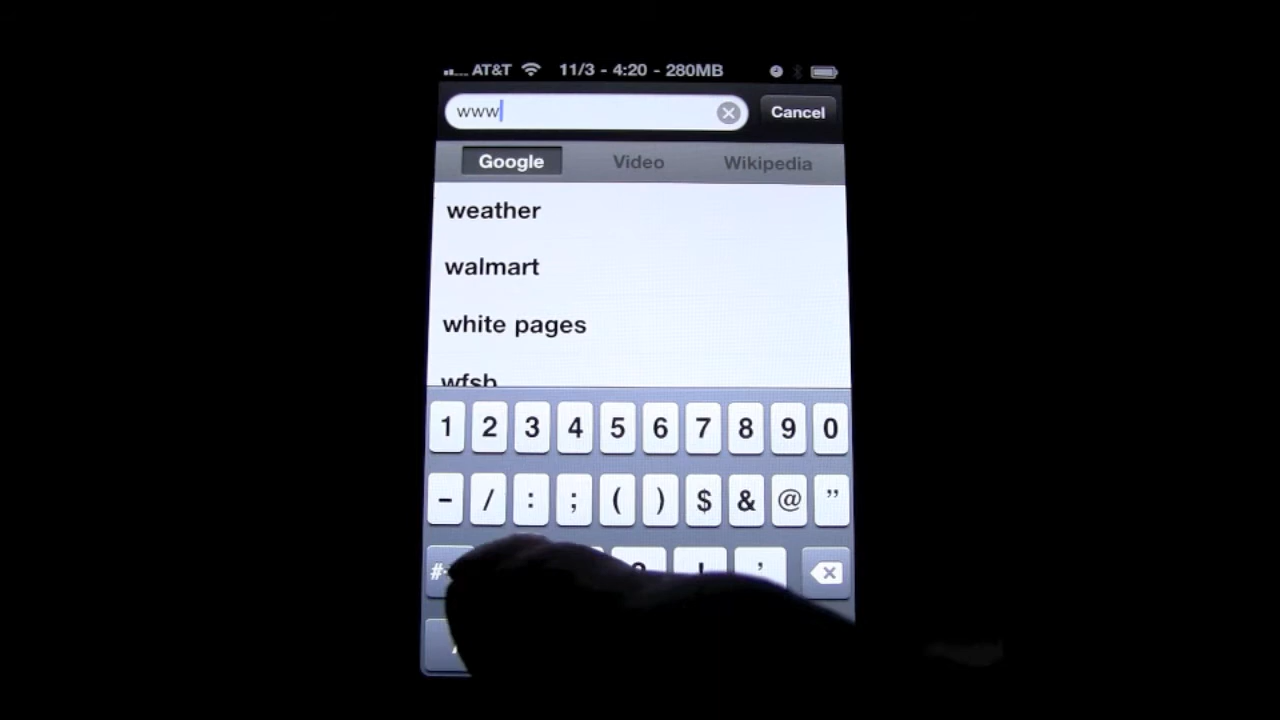 AT&T 11/3 - 4:20 - 280MB
www Cancel
Google Video Wikipedia
weather
walmart
white pages
wfsb
1 2 3 4 5 6 7 8 9 0
- / : ; ( ) $ & @ "
! '